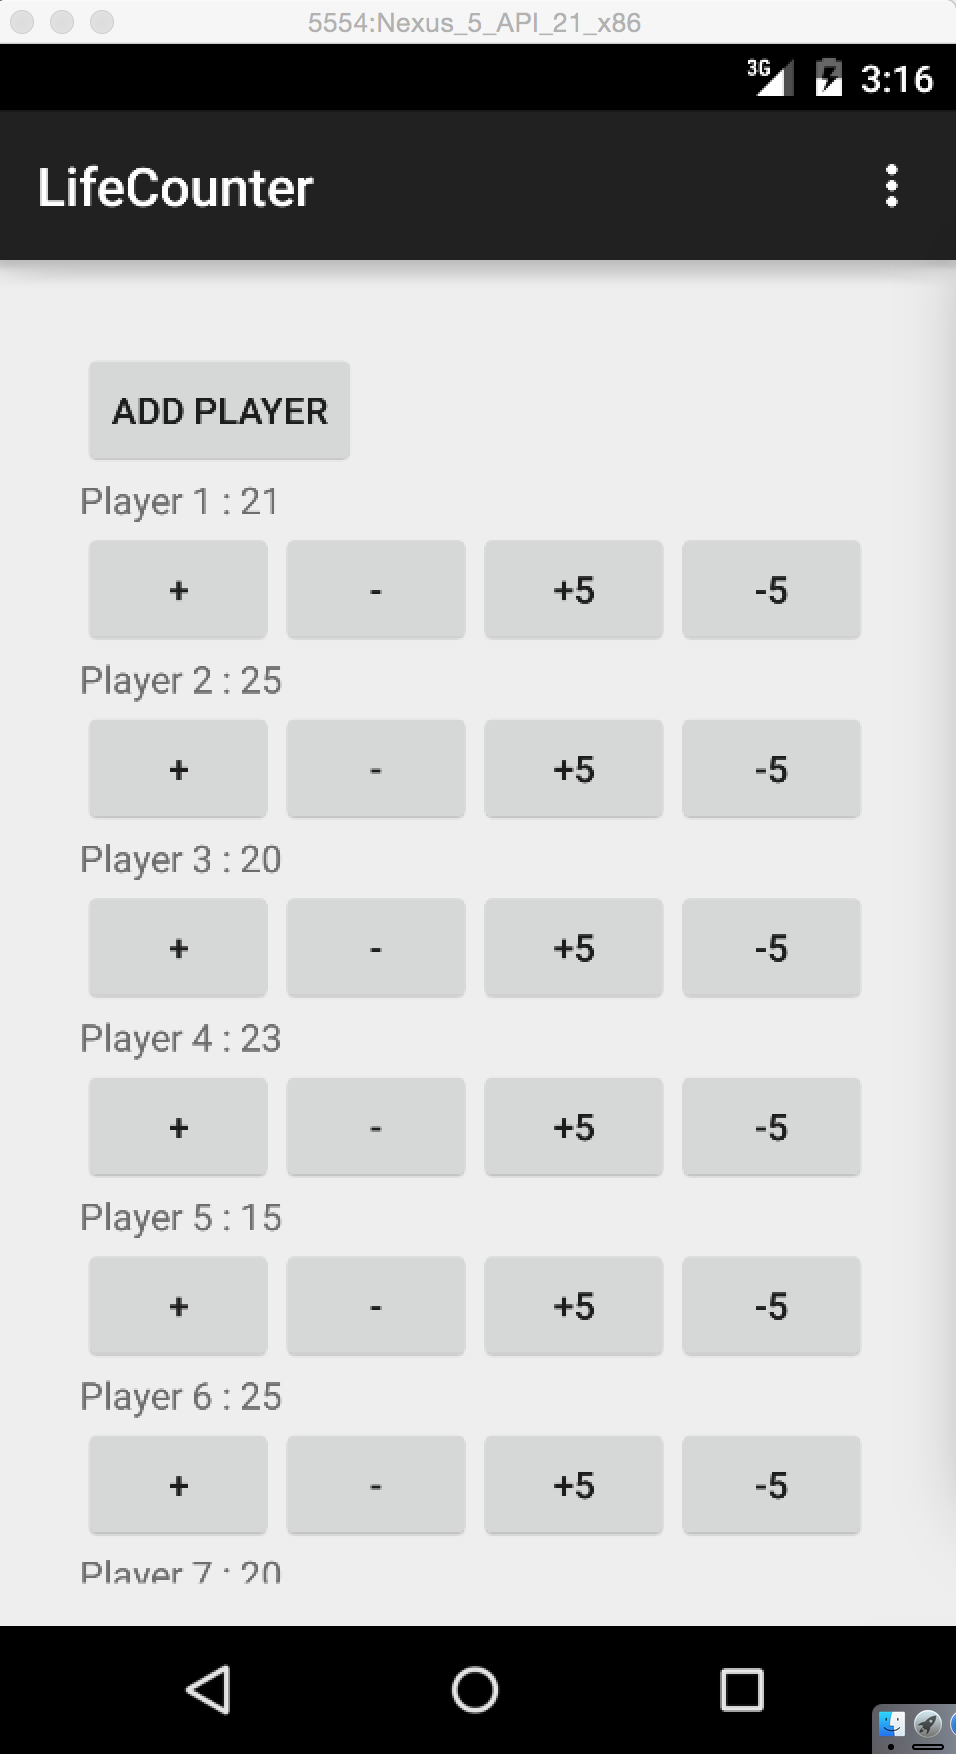 5554:Nexus_5_API_21_x86
3G 3:16
LifeCounter
ADD PLAYER
Player 1 : 21
+ - +5 -5
Player 2 : 25
+ - +5 -5
Player 3 : 20
+ - +5 -5
Player 4 : 23
+ - +5 -5
Player 5 : 15
+ - +5 -5
Player 6 : 25
+ - +5 -5
Player 7 : 20